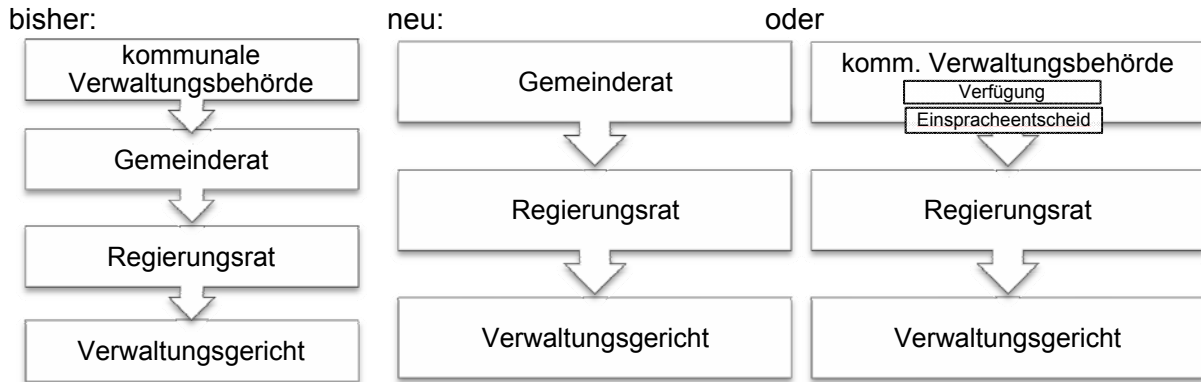 bisher:
kommunale
Verwaltungsbehörde
Gemeinderat
Regierungsrat
Verwaltungsgericht
neu:
Gemeinderat
Regierungsrat
Verwaltungsgericht
oder
komm. Verwaltungsbehörde
Verfügung
Einspracheentscheid
Regierungsrat
Verwaltungsgericht